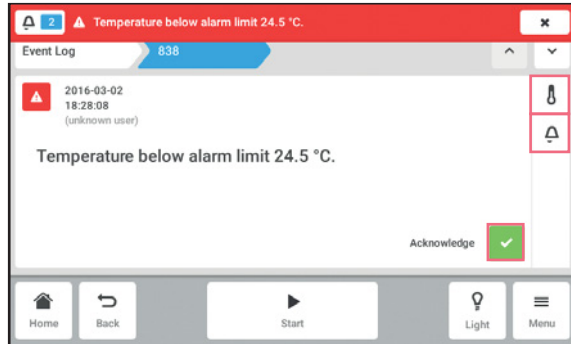 2 Temperature below alarm limit 24.5 °C.
Event Log 838
2016-03-02
18:28:08
(unknown user)
Temperature below alarm limit 24.5 °C.
Acknowledge
Home Back Start Light Menu